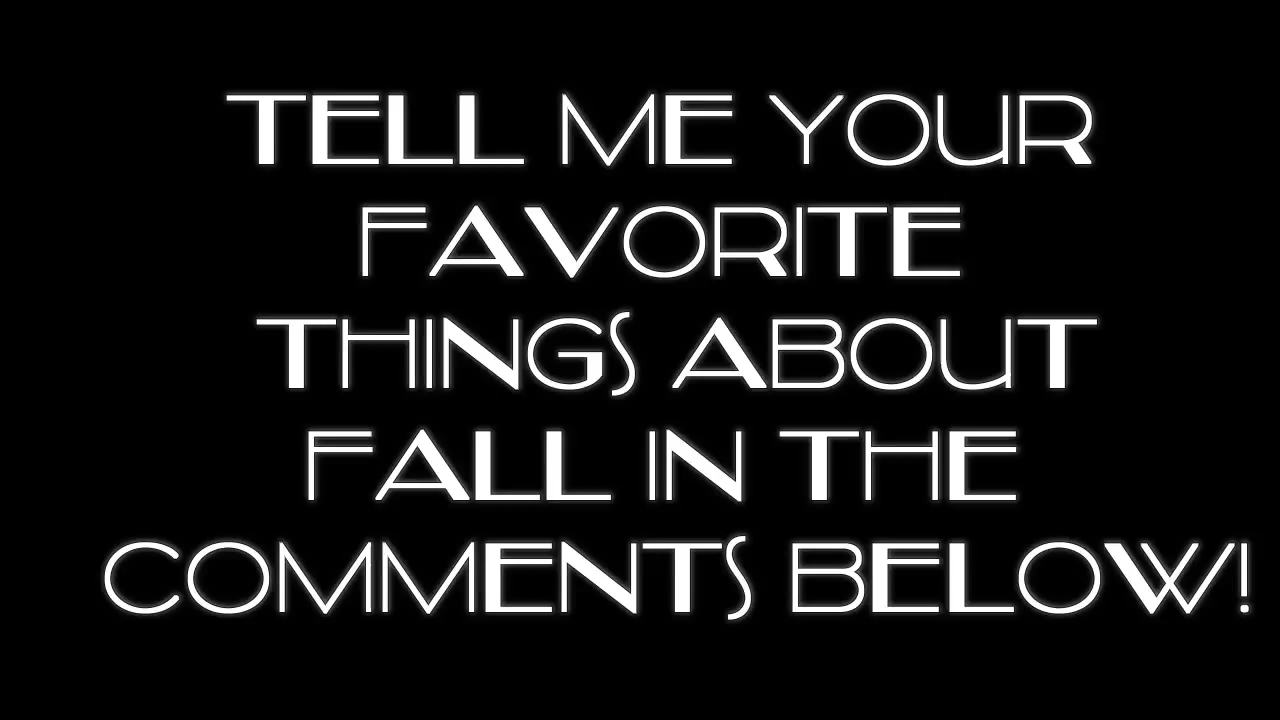 TELL ME YOUR
FAVORITE
THINGS ABOUT
FALL IN THE
COMMENTS BELOW!